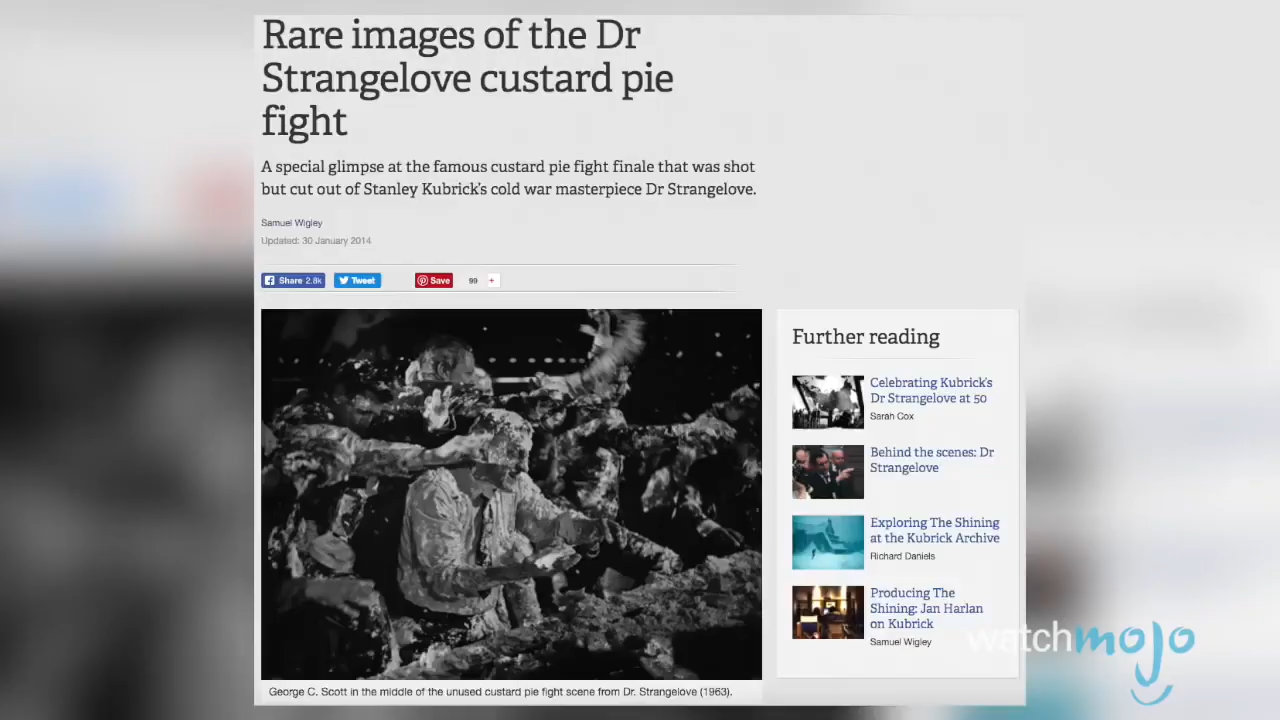 Rare images of the Dr
Strangelove custard pie
fight
A special glimpse at the famous custard pie fight finale that was shot
but cut out of Stanley Kubrick's cold war masterpiece Dr Strangelove.
Samuel Wigley
Updated: 30 January 2014
Share 2.8k
Tweet
Save
99
+
Further reading
Celebrating Kubrick's
Dr Strangelove at 50
Sarah Cox
Behind the scenes: Dr
Strangelove
Exploring The Shining
at the Kubrick Archive
Richard Daniels
Producing The
Shining: Jan Harlan
on Kubrick
Samuel Wigley
George C. Scott in the middle of the unused custard pie fight scene from Dr. Strangelove (1963).
watchmojo